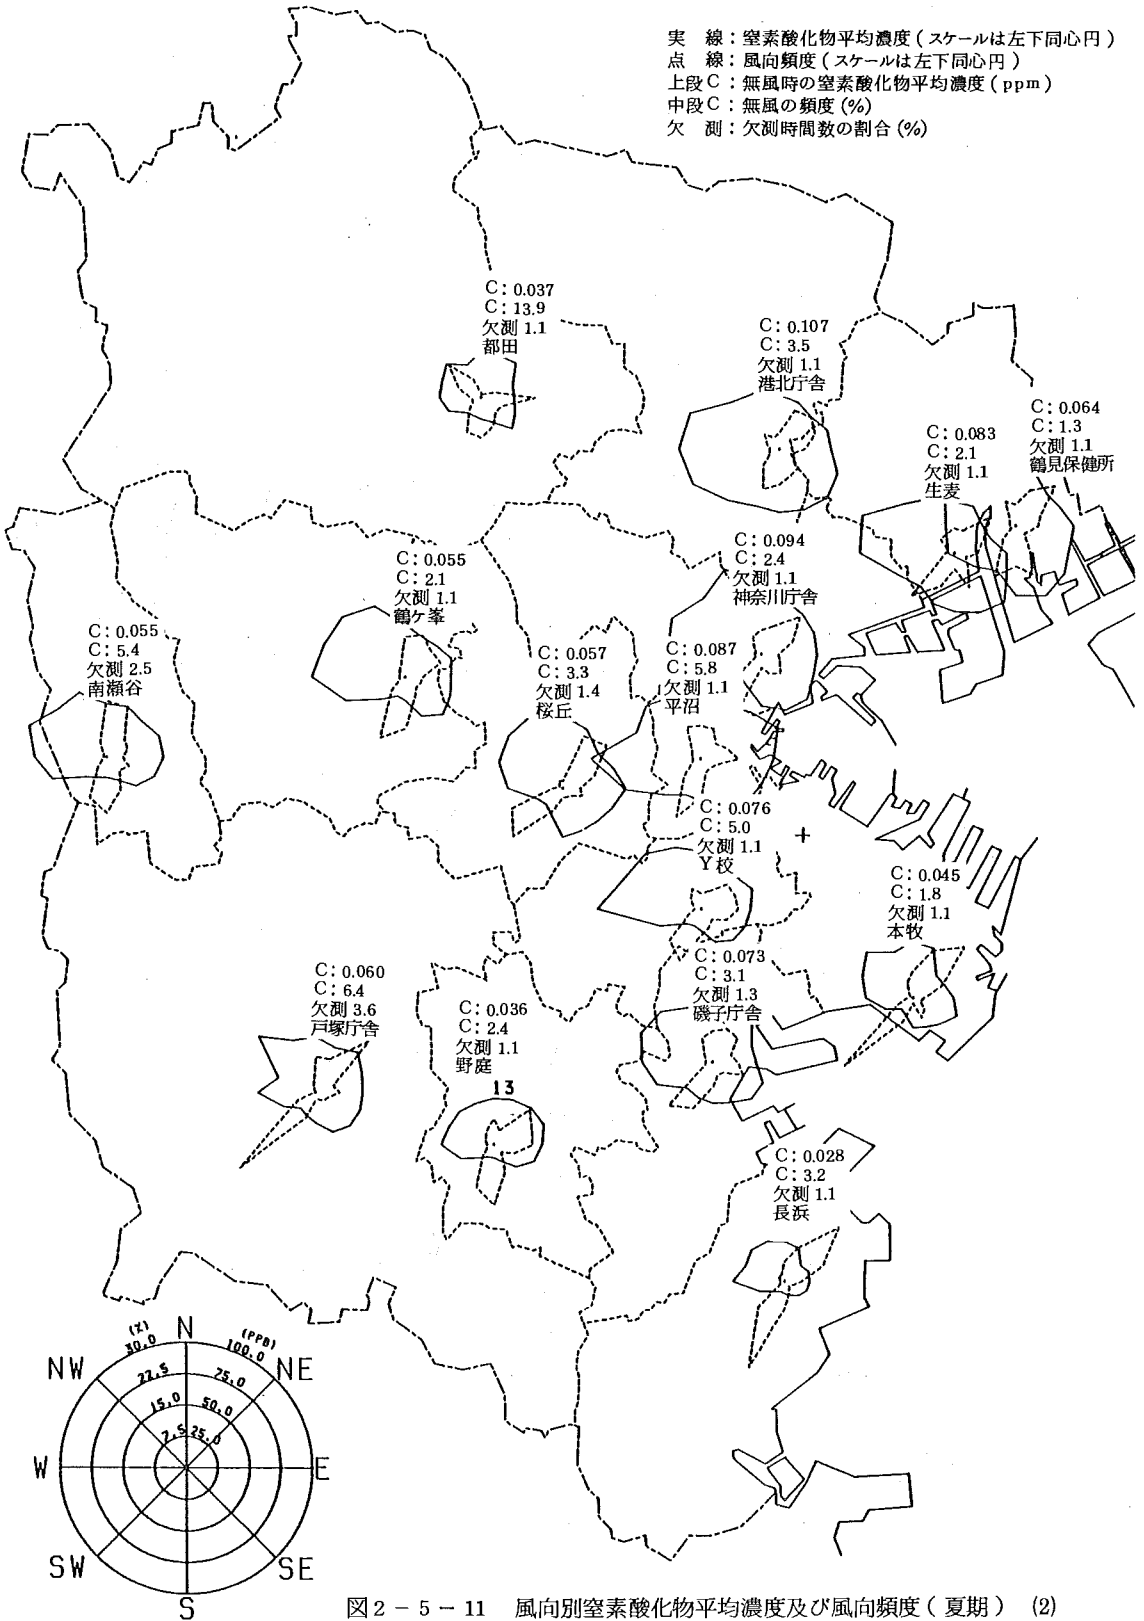 実　線：窒素酸化物平均濃度（スケールは左下同心円）
点　線：風向頻度（スケールは左下同心円）
上段C：無風時の窒素酸化物平均濃度(ppm)
中段C：無風の頻度(%)
欠　測：欠測時間数の割合(%)
C：0.037
C：13.9
欠測 1.1
都田
C：0.107
C：3.5
欠測 1.1
港北庁舎
C：0.064
C：1.3
欠測 1.1
鶴見保健所
C：0.083
C：2.1
欠測 1.1
生麦
C：0.094
C：2.4
欠測 1.1
神奈川庁舎
C：0.055
C：2.1
欠測 1.1
鶴ヶ峯
C：0.055
C：5.4
欠測 2.5
南瀬谷
C：0.057
C：3.3
欠測 1.4
桜丘
C：0.087
C：5.8
欠測 1.1
平沼
C：0.076
C：5.0
欠測 1.1
Y校
C：0.045
C：1.8
欠測 1.1
本牧
C：0.060
C：6.4
欠測 3.6
戸塚庁舎
C：0.036
C：2.4
欠測 1.1
野庭
13
C：0.073
C：3.1
欠測 1.3
磯子庁舎
C：0.028
C：3.2
欠測 1.1
長浜
N
(%)
(PPB)
30.0
100.0
NW
NE
22.5
75.0
15.0
50.0
7.5
25.0
W
E
SW
SE
S
図2－5－11　風向別窒素酸化物平均濃度及び風向頻度（夏期）　(2)